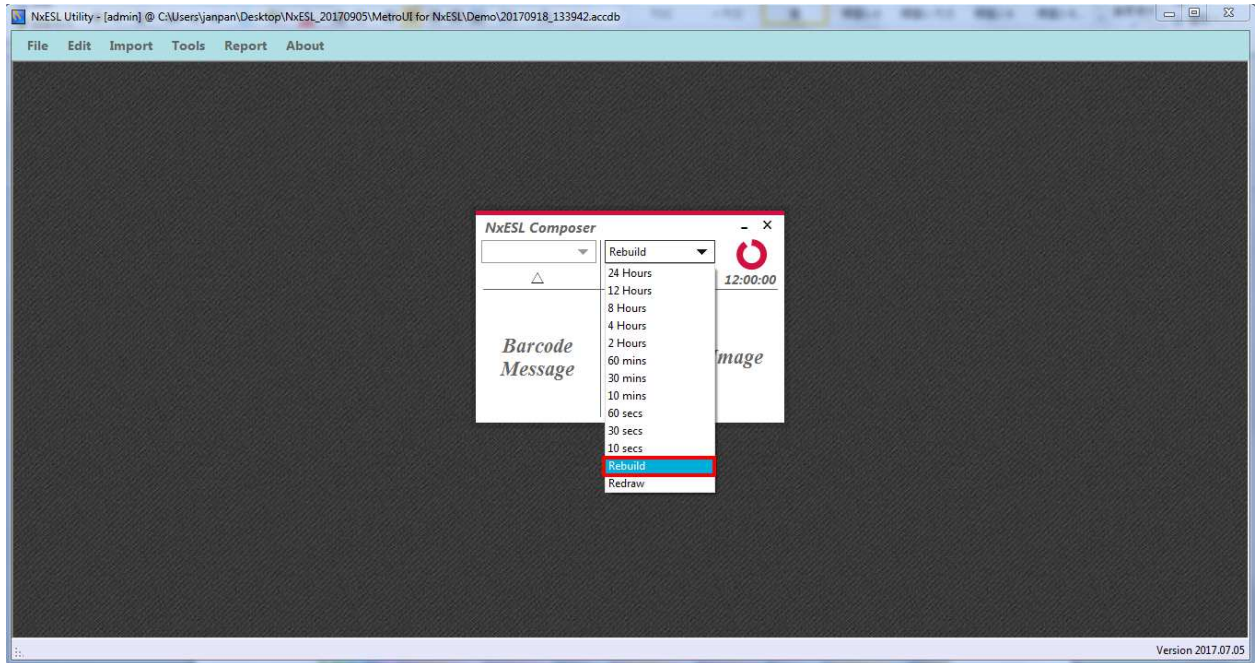 NxESL Utility - [admin] @ C:\Users\janpan\Desktop\NxESL_20170905\MetroUI for NxESL\Demo\20170918_133942.accdb
File Edit Import Tools Report About
NxESL Composer
Rebuild
12:00:00
24 Hours
12 Hours
8 Hours
4 Hours
2 Hours
60 mins
30 mins
10 mins
60 secs
30 secs
10 secs
Rebuild
Redraw
Barcode
Message
Version 2017.07.05